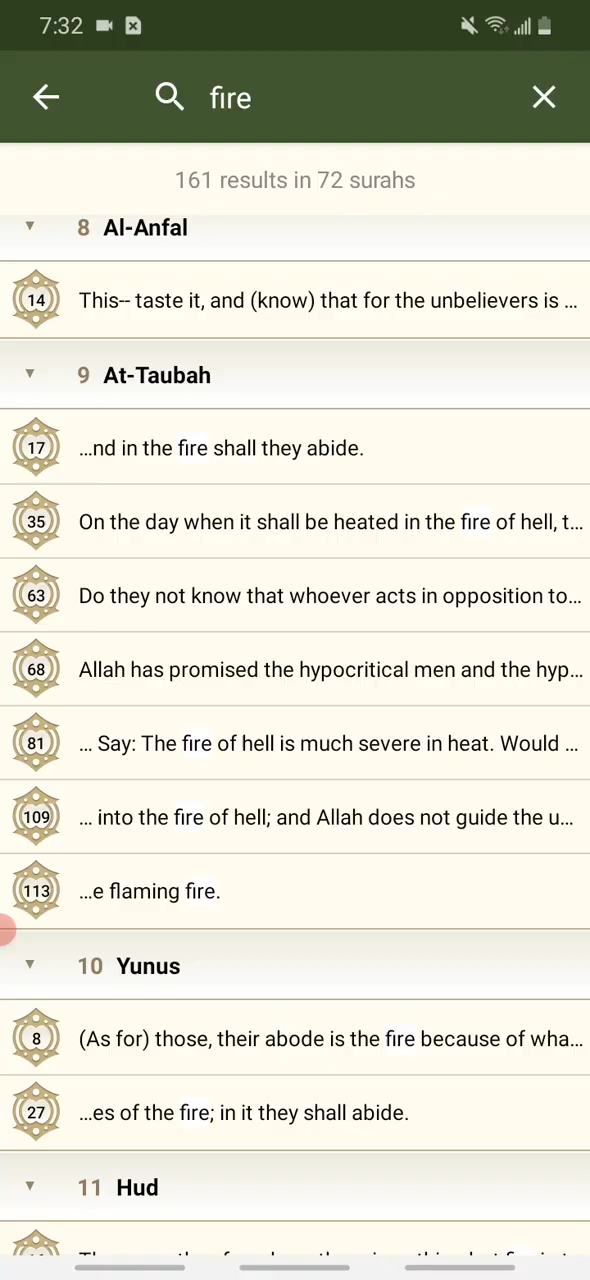 7:32
fire
161 results in 72 surahs
8 Al-Anfal
14 This-- taste it, and (know) that for the unbelievers is ...
9 At-Taubah
17 ...nd in the fire shall they abide.
35 On the day when it shall be heated in the fire of hell, t...
63 Do they not know that whoever acts in opposition to...
68 Allah has promised the hypocritical men and the hyp...
81 ... Say: The fire of hell is much severe in heat. Would ...
109 ... into the fire of hell; and Allah does not guide the u...
113 ...e flaming fire.
10 Yunus
8 (As for) those, their abode is the fire because of wha...
27 ...es of the fire; in it they shall abide.
11 Hud